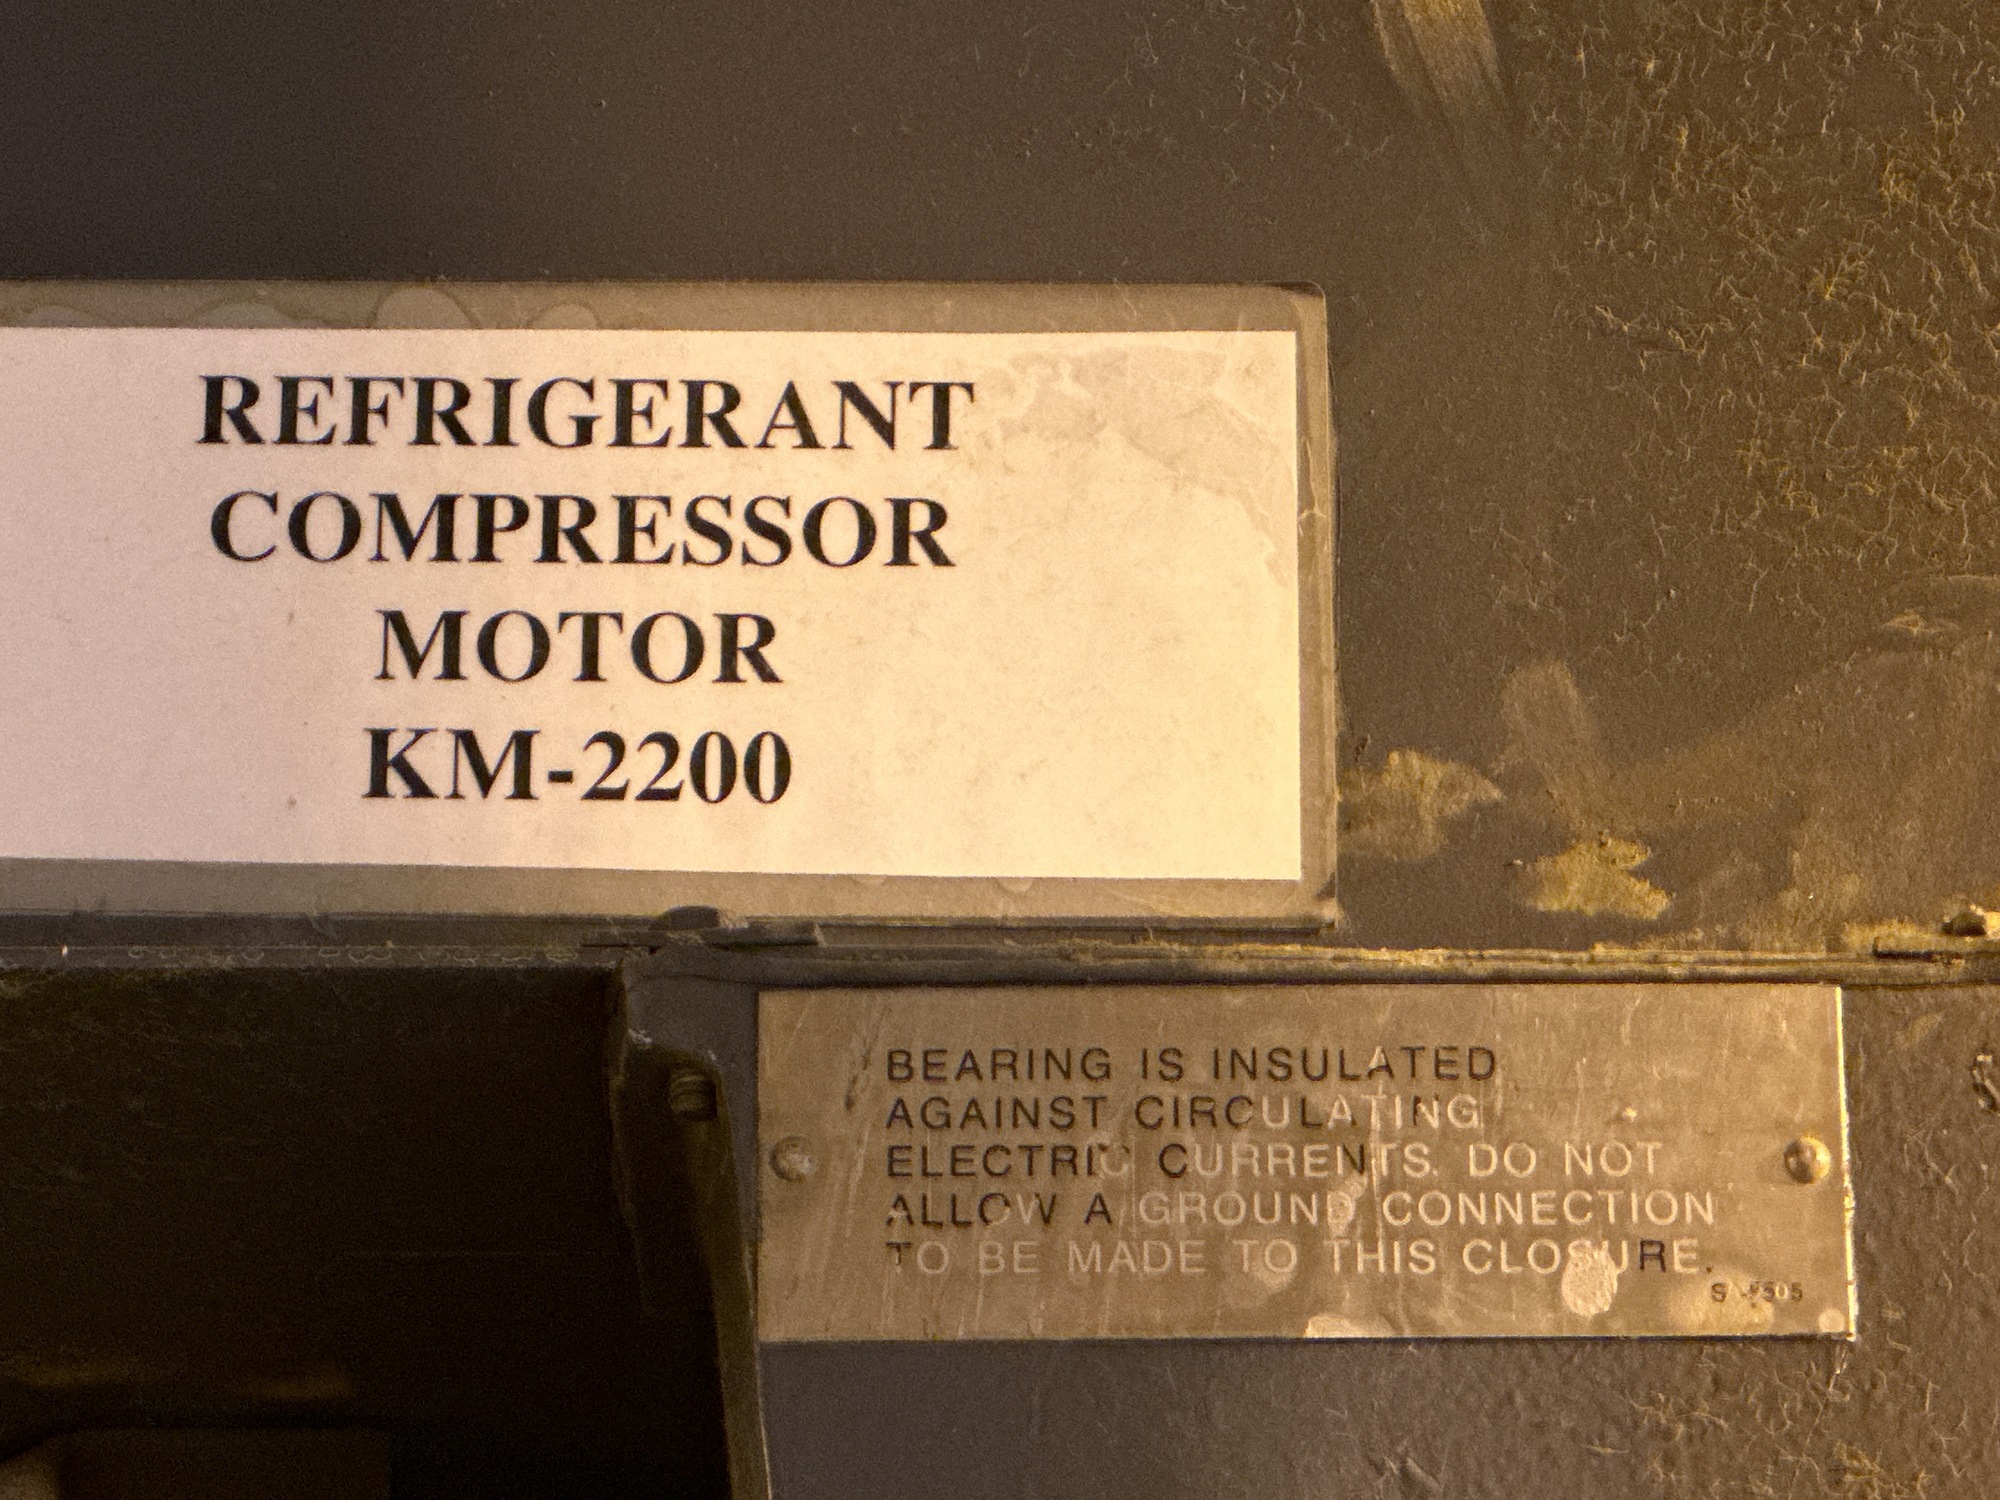 REFRIGERANT
COMPRESSOR
MOTOR
KM-2200
BEARING IS INSULATED
AGAINST CIRCULATING
ELECTRIC CURRENTS. DO NOT
ALLOW A GROUND CONNECTION
TO BE MADE TO THIS CLOSURE.